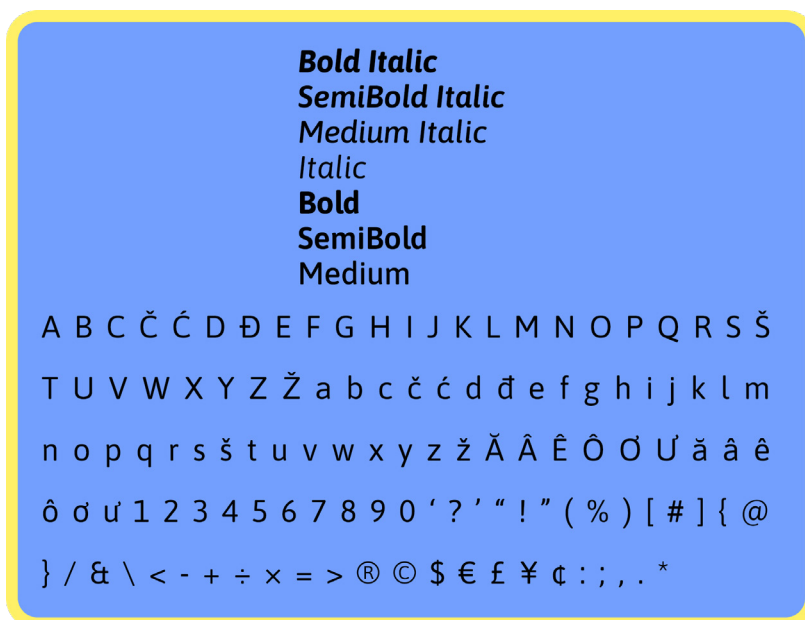 Bold Italic
SemiBold Italic
Medium Italic
Italic
Bold
SemiBold
Medium
A B C Č Ć D Đ E F G H I J K L M N O P Q R S Š
T U V W X Y Z Ž a b c č ć d đ e f g h i j k l m
n o p q r s š t u v w x y z ž Ă Â Ê Ô Ơ Ư ă â ê
ô ơ ư 1 2 3 4 5 6 7 8 9 0 ‘ ? ’ “ ! ” ( % ) [ # ] { @
} / & \ < - + ÷ × = > ® © $ € £ ¥ ¢ : ; , . *